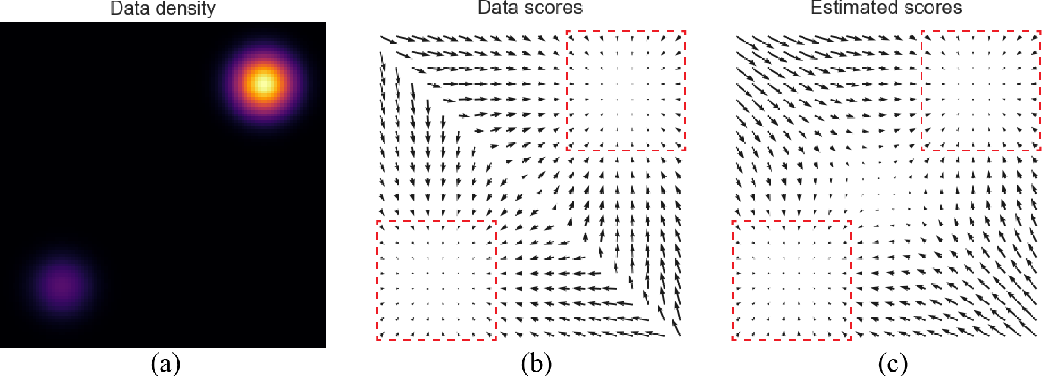 Data density
Data scores
Estimated scores
(a)
(b)
(c)